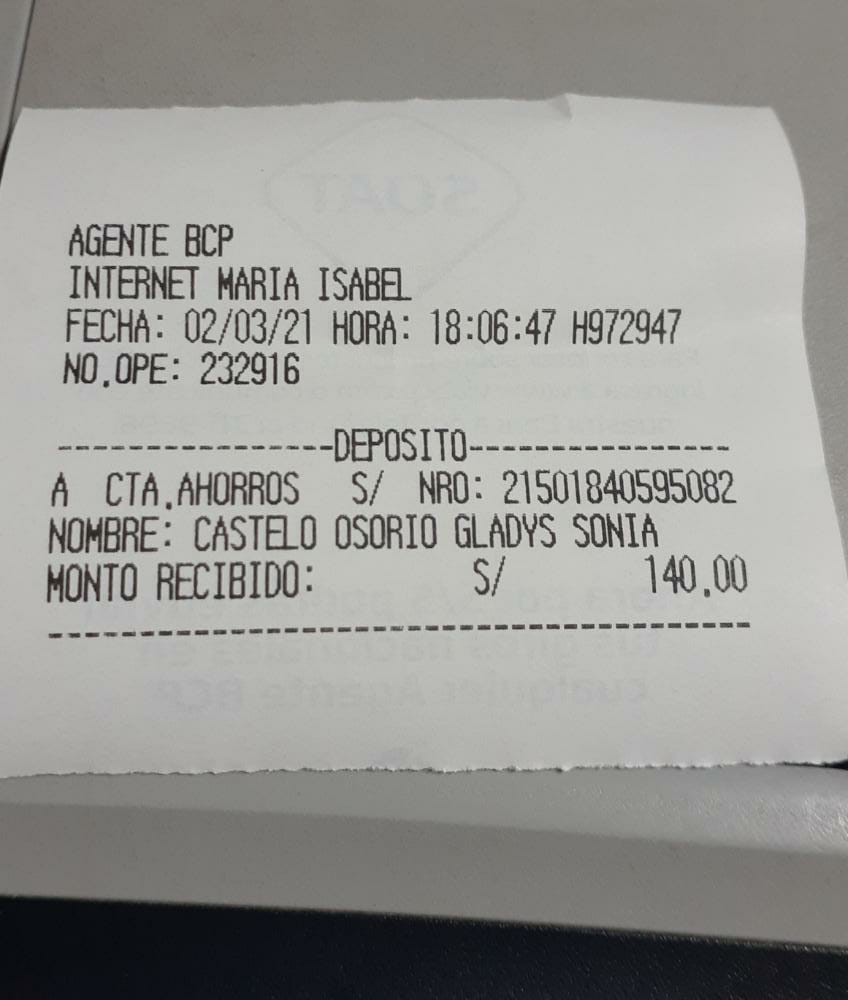 AGENTE BCP
INTERNET MARIA ISABEL
FECHA: 02/03/21 HORA: 18:06:47 H972947
NO.OPE: 232916
-----------------DEPOSITO----------------
A CTA.AHORROS S/ NRO: 21501840595082
NOMBRE: CASTELO OSORIO GLADYS SONIA
MONTO RECIBIDO: S/ 140.00